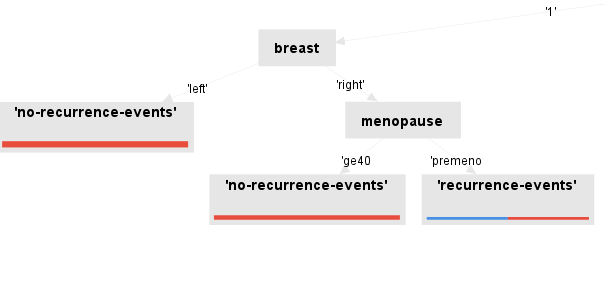 '1'
breast
'left'
'right'
'no-recurrence-events'
menopause
'ge40
'premeno
'no-recurrence-events'
'recurrence-events'